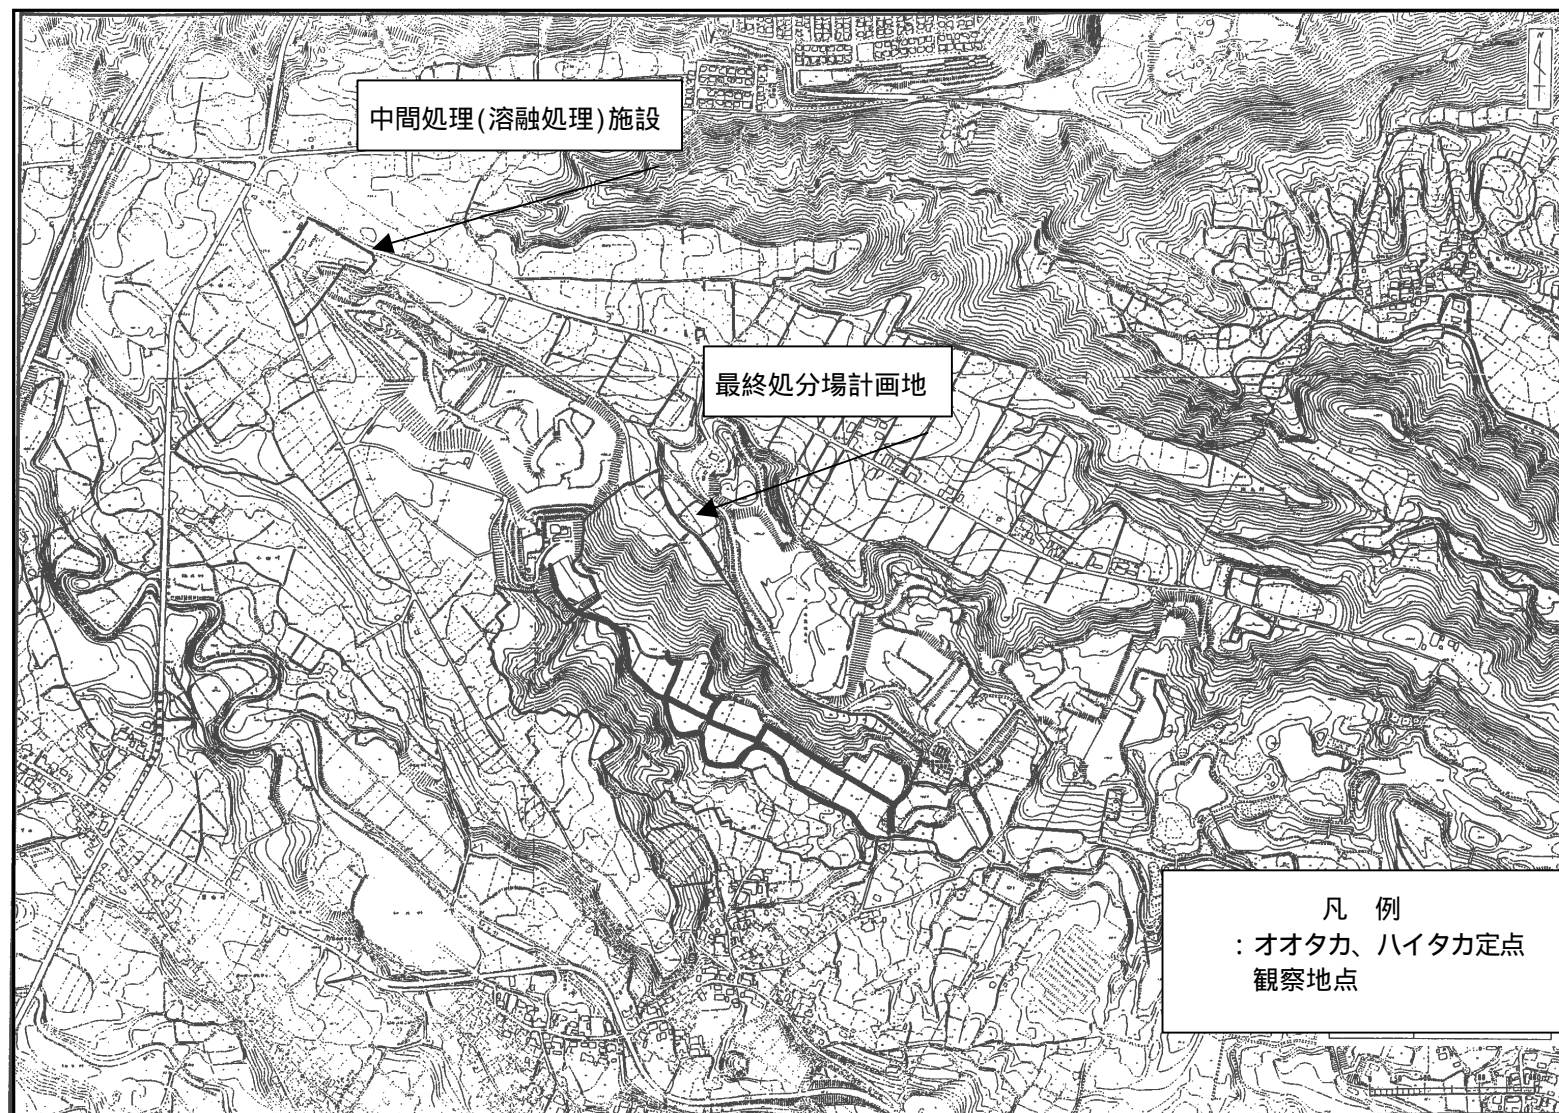 中間処理(溶融処理)施設
最終処分場計画地
凡　例
：オオタカ、ハイタカ定点
観察地点